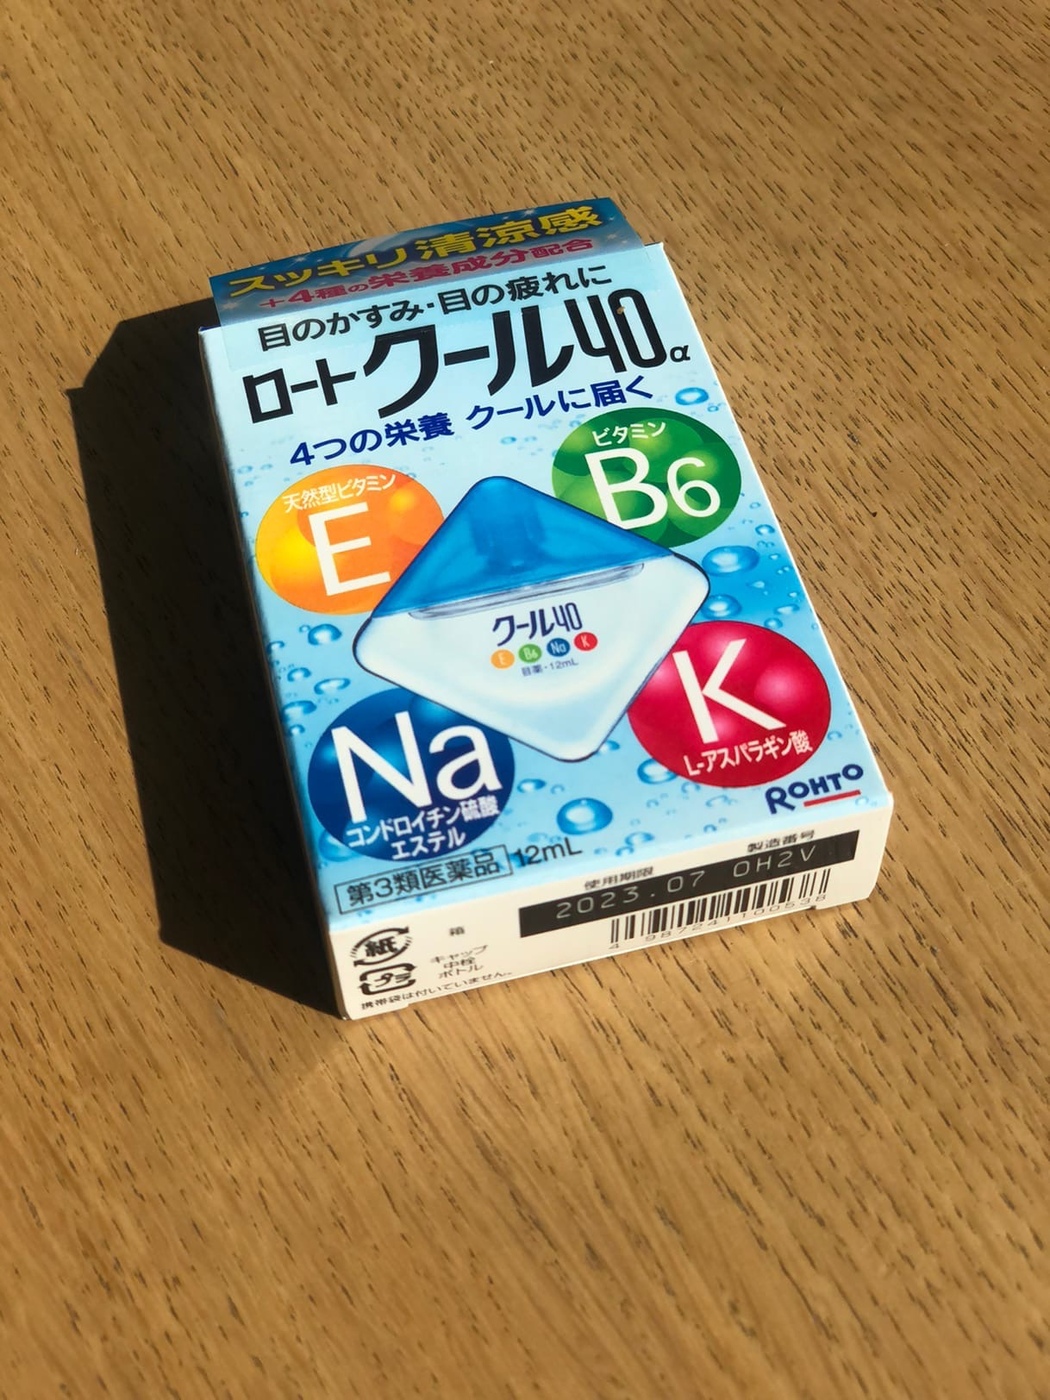 スッキリ清涼感
+4種の栄養成分配合
目のかすみ・目の疲れに
ロートクール40α
4つの栄養 クールに届く
天然型ビタミン
E
ビタミン
B6
クール40
E B6 Na K
目薬・12mL
Na
コンドロイチン硫酸
エステル
K
L-アスパラギン酸
ROHTO
第3類医薬品 12mL
使用期限 製造番号
2023.07 0H2V
4 987241100538
紙 箱
プラ キャップ
中栓
ボトル
携帯袋は付いていません。